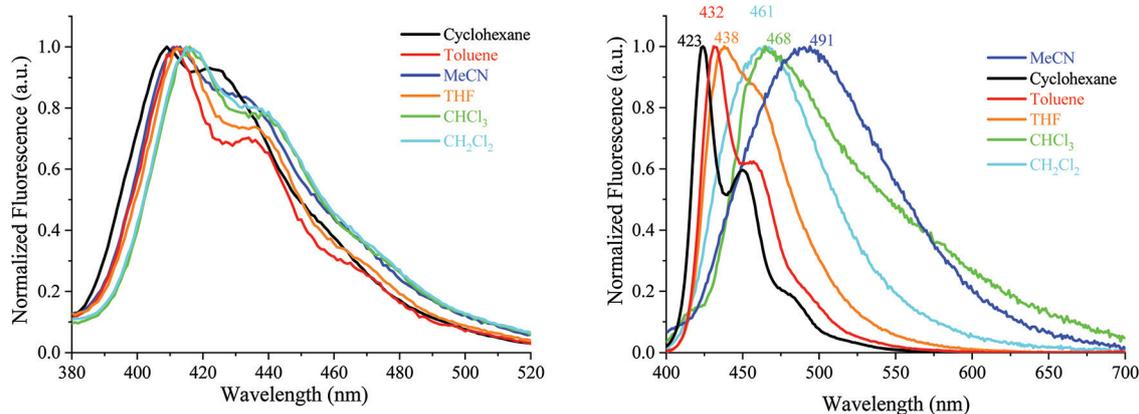 Normalized Fluorescence (a.u.)
1.0
0.8
0.6
0.4
0.2
0.0
380 400 420 440 460 480 500 520
Wavelength (nm)
Cyclohexane
Toluene
MeCN
THF
CHCl3
CH2Cl2
Normalized Fluorescence (a.u.)
1.0
0.8
0.6
0.4
0.2
0.0
432 461
423 438 468 491
MeCN
Cyclohexane
Toluene
THF
CHCl3
CH2Cl2
400 450 500 550 600 650 700
Wavelength (nm)